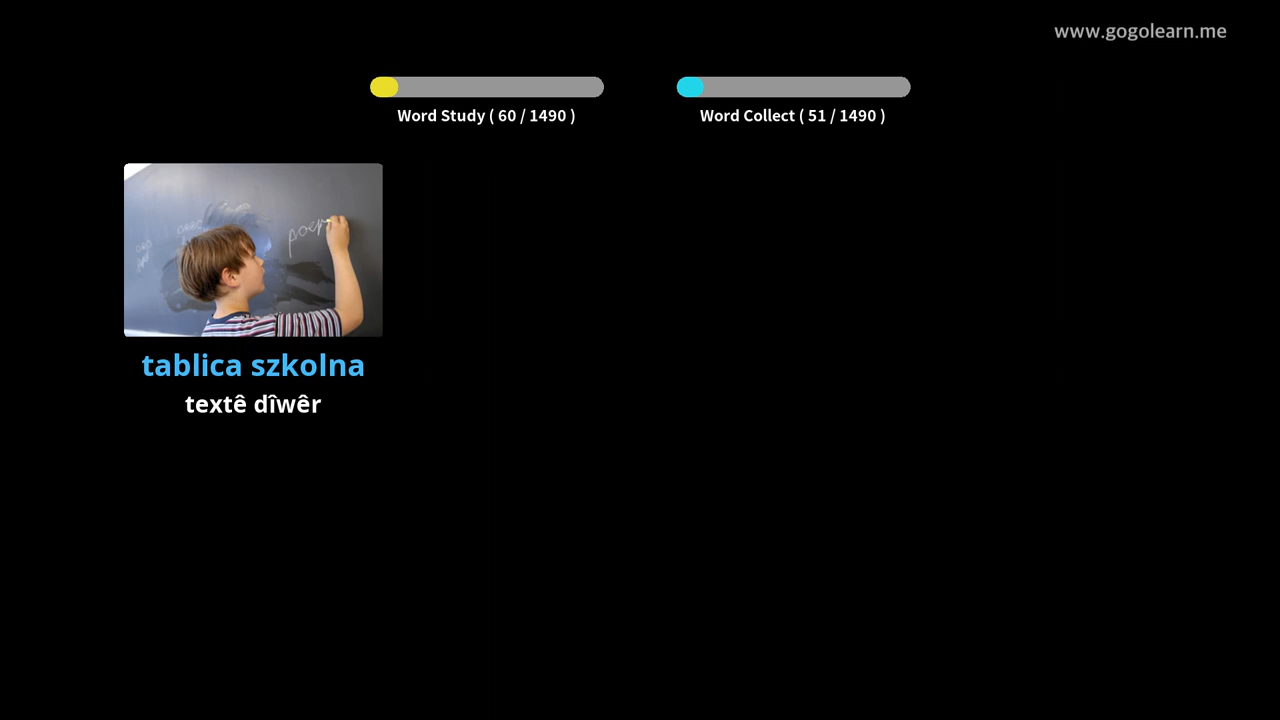 www.gogolearn.me
Word Study ( 60 / 1490 )
Word Collect ( 51 / 1490 )
tablica szkolna
textê dîwêr